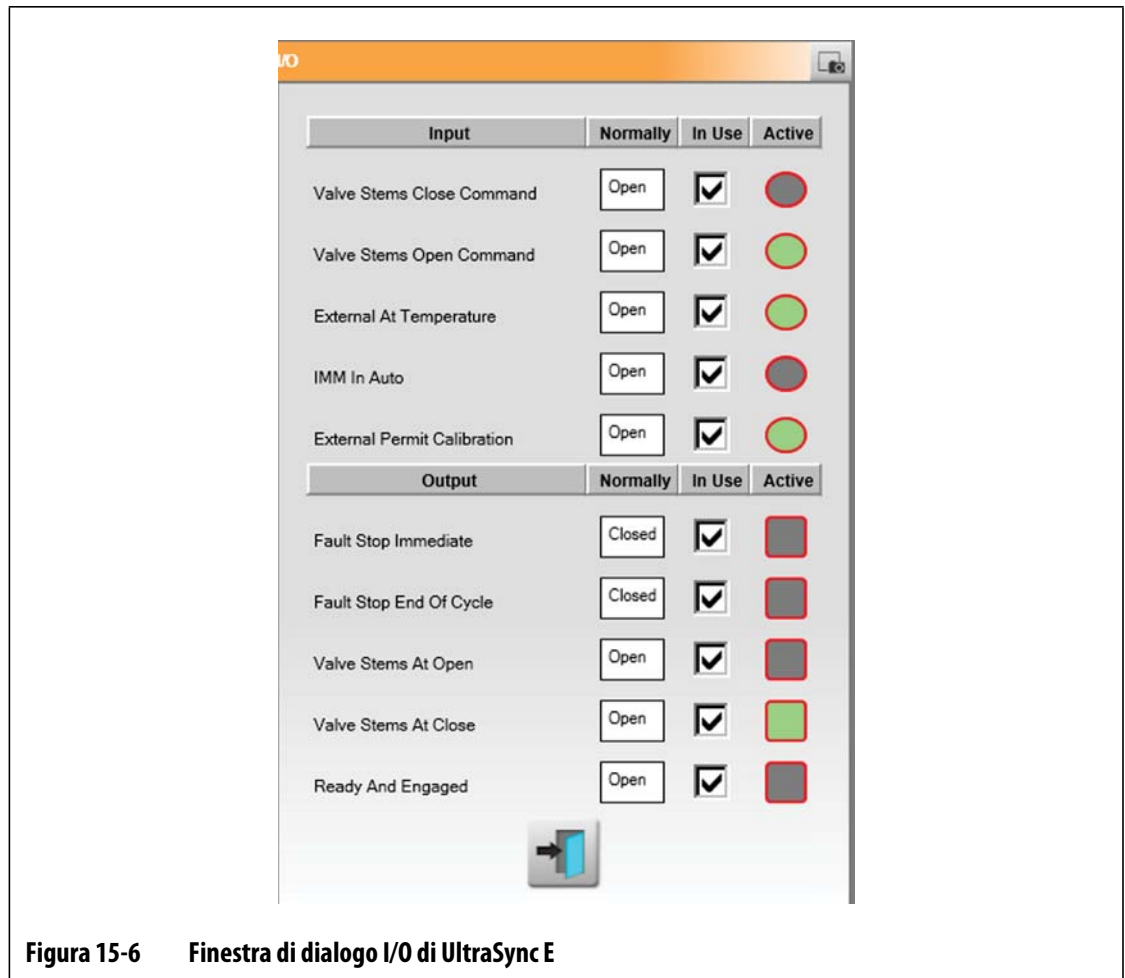 I/O
Input Normally In Use Active
Valve Stems Close Command Open
Valve Stems Open Command Open
External At Temperature Open
IMM In Auto Open
External Permit Calibration Open
Output Normally In Use Active
Fault Stop Immediate Closed
Fault Stop End Of Cycle Closed
Valve Stems At Open Open
Valve Stems At Close Open
Ready And Engaged Open
Figura 15-6 Finestra di dialogo I/O di UltraSync E